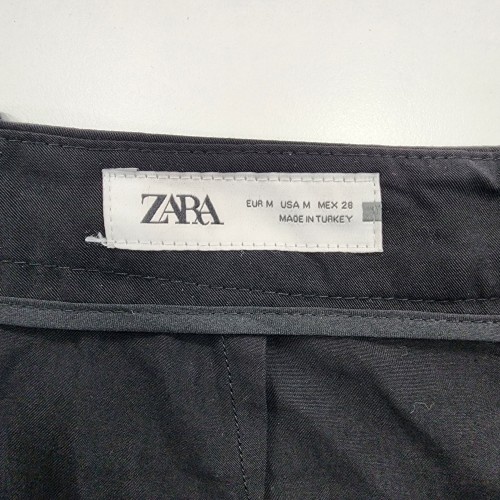 ZARA
EUR M USA M MEX 28
MADE IN TURKEY